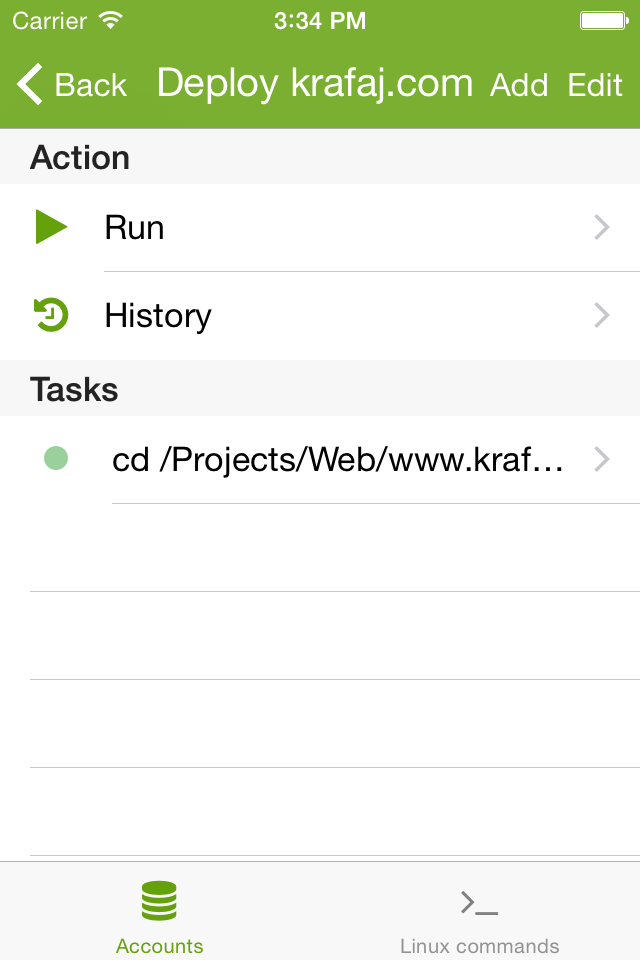 Carrier 3:34 PM
Back Deploy krafaj.com Add Edit
Action
Run
History
Tasks
cd /Projects/Web/www.kraf...
Accounts Linux commands